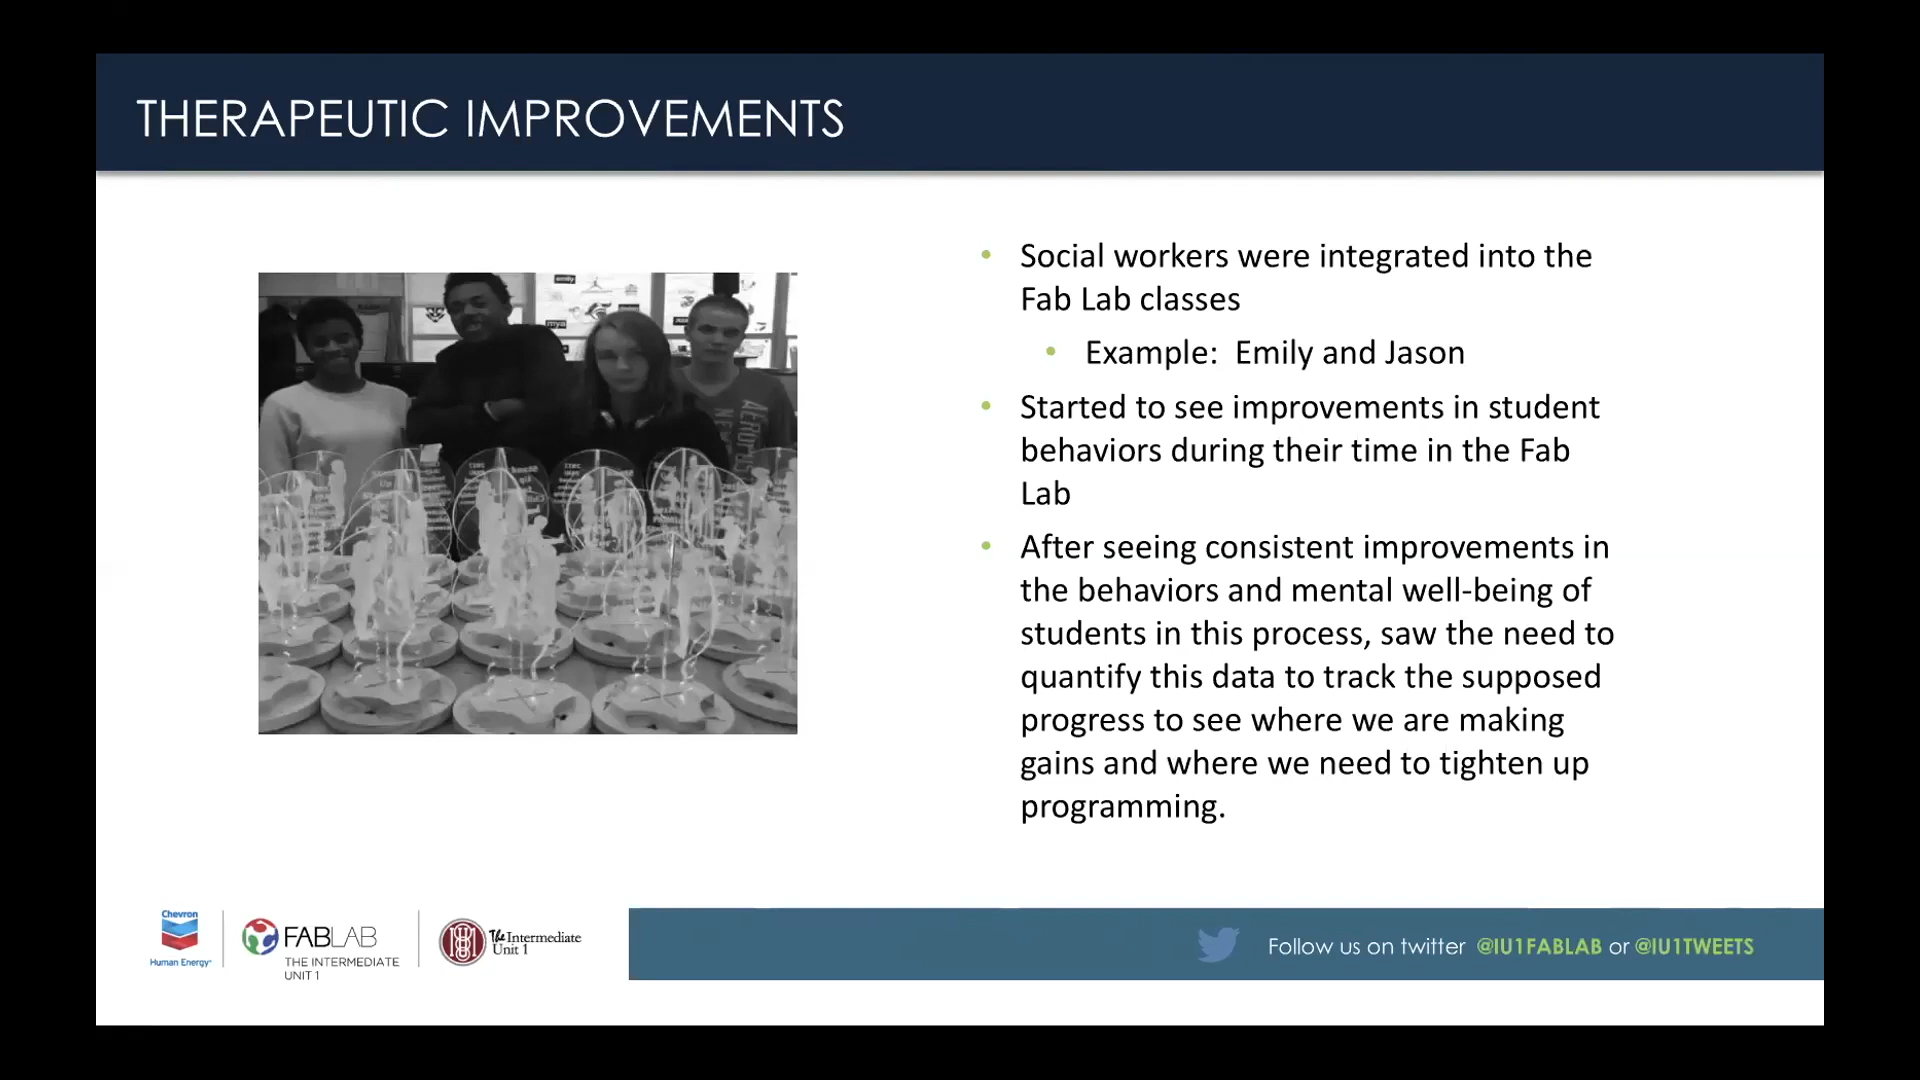 THERAPEUTIC IMPROVEMENTS
• Social workers were integrated into the
Fab Lab classes
• Example:  Emily and Jason
• Started to see improvements in student
behaviors during their time in the Fab
Lab
• After seeing consistent improvements in
the behaviors and mental well-being of
students in this process, saw the need to
quantify this data to track the supposed
progress to see where we are making
gains and where we need to tighten up
programming.
Chevron
Human Energy®
FABLAB
THE INTERMEDIATE
UNIT 1
The Intermediate
Unit 1
Follow us on twitter @IU1FABLAB or @IU1TWEETS